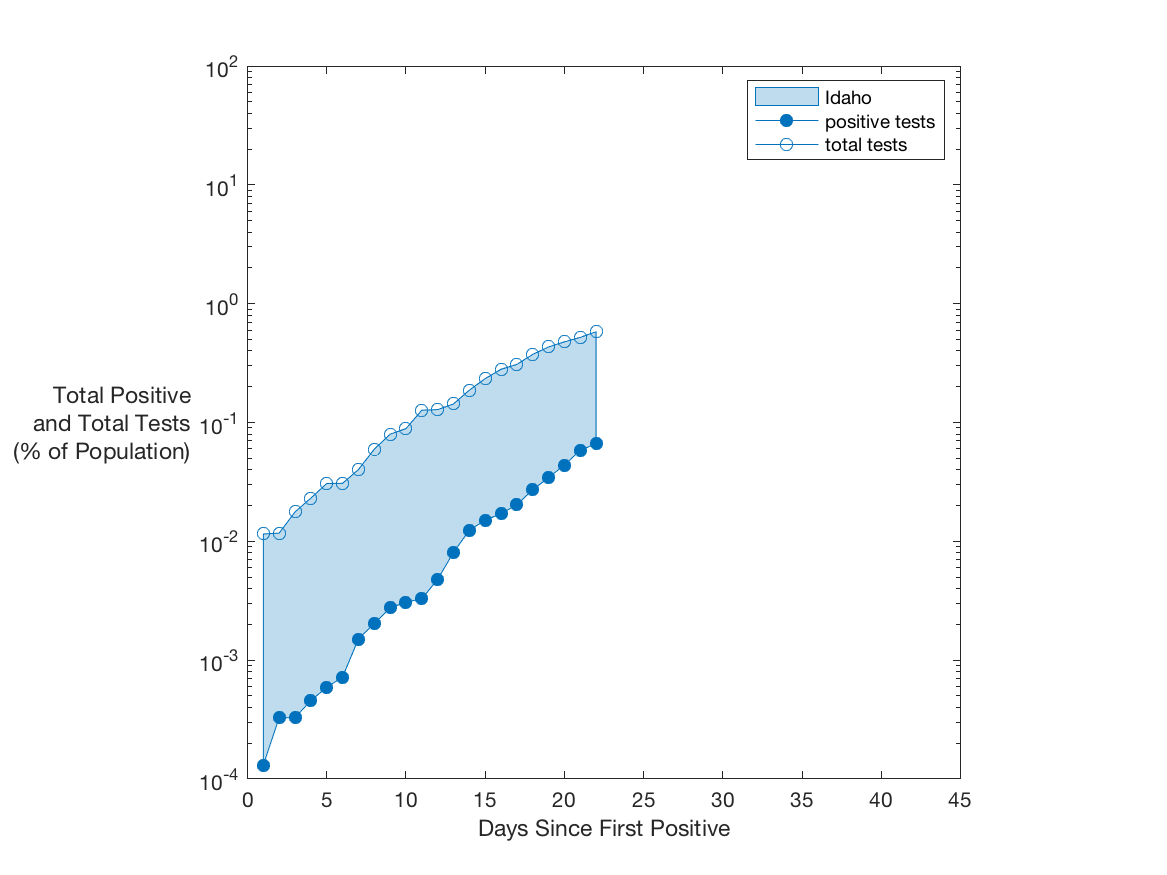 Idaho
positive tests
total tests
10^2
10^1
10^0
10^-1
10^-2
10^-3
10^-4
Total Positive
and Total Tests
(% of Population)
0 5 10 15 20 25 30 35 40 45
Days Since First Positive